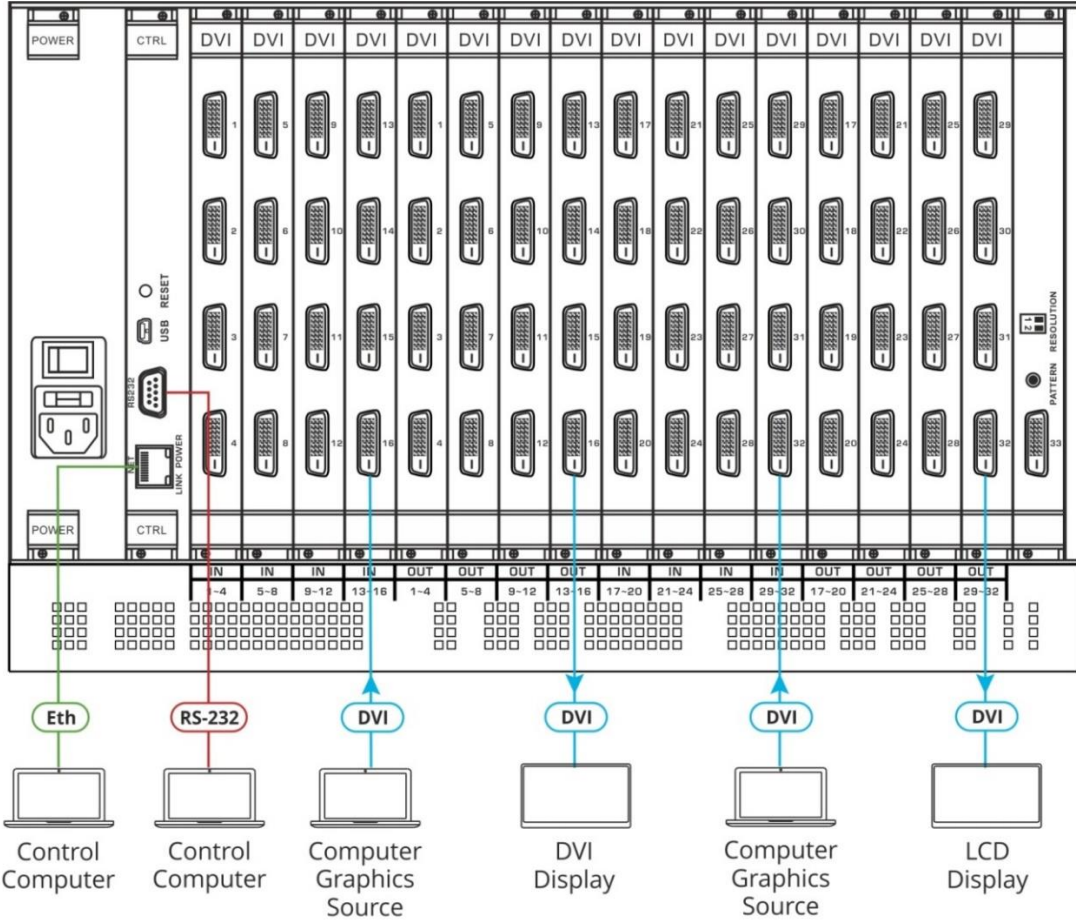 POWER CTRL DVI DVI DVI DVI DVI DVI DVI DVI DVI DVI DVI DVI DVI DVI DVI DVI
1 5 9 13 1 5 9 13 17 21 25 29 17 21 25 29
2 6 10 14 2 6 10 14 18 22 26 30 18 22 26 30
RESET
USB
3 7 11 15 3 7 11 15 19 23 27 31 19 23 27 31
1 2
RESOLUTION
PATTERN
RS232
4 8 12 16 4 8 12 16 20 24 28 32 20 24 28 32 33
NET
LINK POWER
POWER CTRL
IN IN IN IN OUT OUT OUT OUT IN IN IN IN OUT OUT OUT OUT
1~4 5~8 9~12 13~16 1~4 5~8 9~12 13~16 17~20 21~24 25~28 29~32 17~20 21~24 25~28 29~32
Eth RS-232 DVI DVI DVI DVI
Control Computer
Control Computer
Computer Graphics Source
DVI Display
Computer Graphics Source
LCD Display